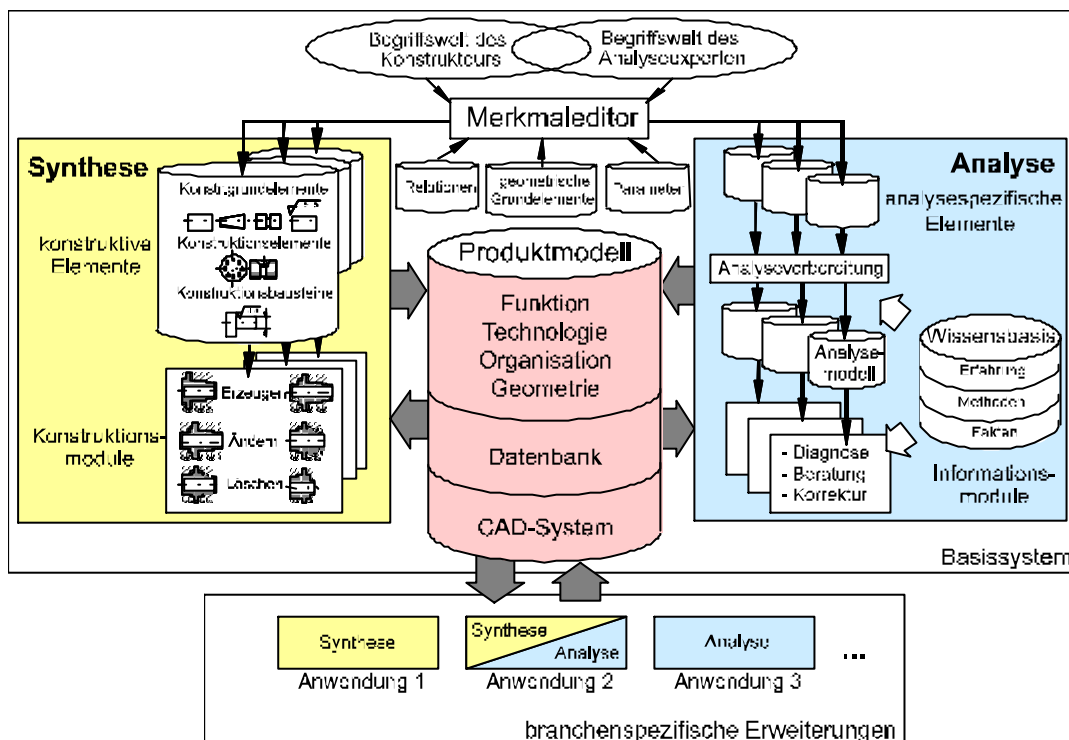 Begriffswelt des
Konstrukteurs
Begriffswelt des
Analyseexperten
Merkmaleditor
Relationen
geometrische
Grundelemente
Parameter
Synthese
Konstr.grundelemente
Konstruktionselemente
Konstruktionsbausteine
konstruktive
Elemente
Erzeugen
Ändern
Löschen
Konstruktions-
module
Produktmodell
Funktion
Technologie
Organisation
Geometrie
Datenbank
CAD-System
Analyse
analysespezifische
Elemente
Analysevorbereitung
Analyse
modell
Wissensbasis
Erfahrung
Methoden
Fakten
- Diagnose
- Beratung
- Korrektur
Informations-
module
Basissystem
Synthese
Anwendung 1
Synthese
Analyse
Anwendung 2
Analyse
Anwendung 3
...
branchenspezifische Erweiterungen